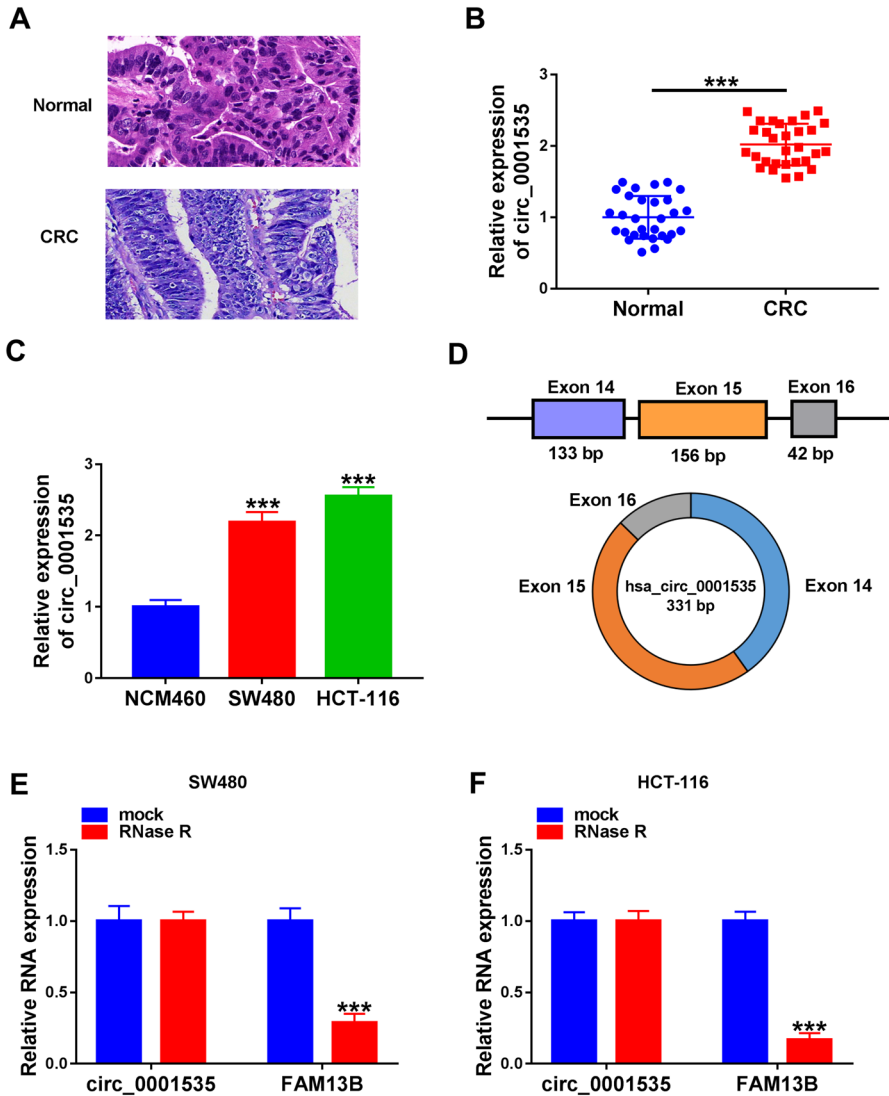 A
Normal
CRC
B
Relative expression
of circ_0001535
3
2
1
0
***
Normal
CRC
C
Relative expression
of circ_0001535
3
2
1
0
***
***
NCM460
SW480
HCT-116
D
Exon 14
Exon 15
Exon 16
133 bp
156 bp
42 bp
Exon 16
Exon 15
hsa_circ_0001535
331 bp
Exon 14
E
SW480
mock
RNase R
Relative RNA expression
1.5
1.0
0.5
0.0
***
circ_0001535
FAM13B
F
HCT-116
mock
RNase R
Relative RNA expression
1.5
1.0
0.5
0.0
***
circ_0001535
FAM13B